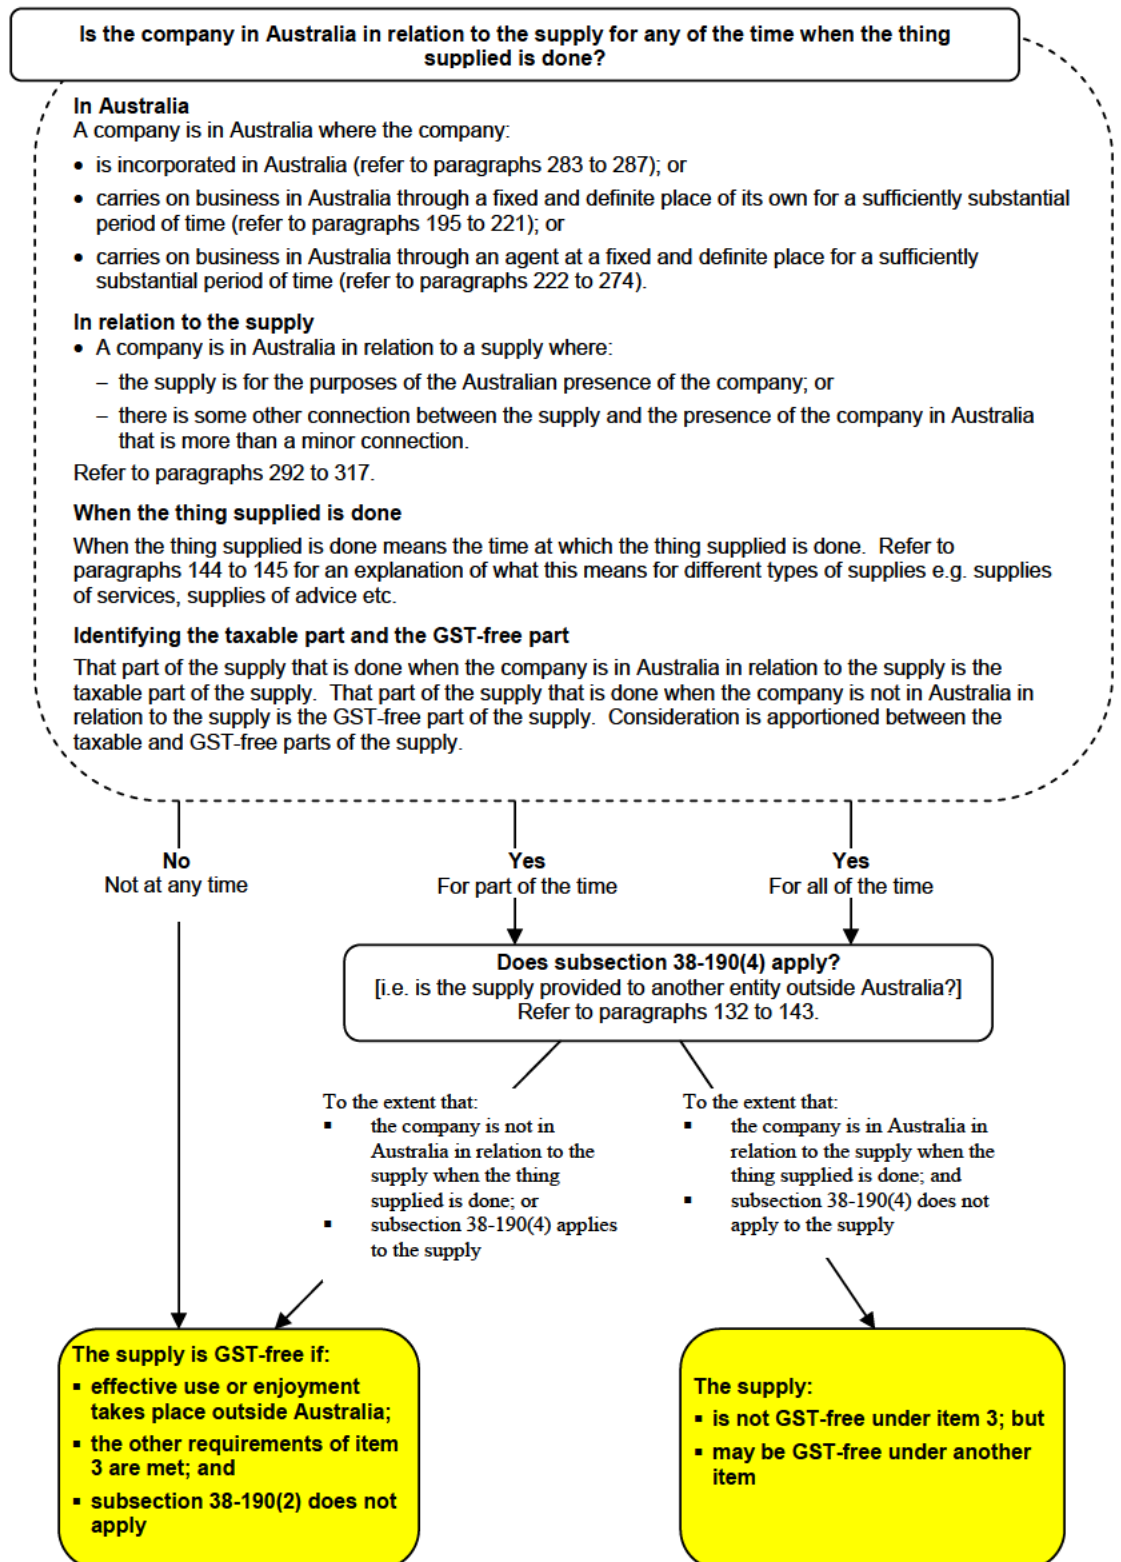 Is the company in Australia in relation to the supply for any of the time when the thing
supplied is done?
In Australia
A company is in Australia where the company:
• is incorporated in Australia (refer to paragraphs 283 to 287); or
• carries on business in Australia through a fixed and definite place of its own for a sufficiently substantial
period of time (refer to paragraphs 195 to 221); or
• carries on business in Australia through an agent at a fixed and definite place for a sufficiently
substantial period of time (refer to paragraphs 222 to 274).
In relation to the supply
• A company is in Australia in relation to a supply where:
– the supply is for the purposes of the Australian presence of the company; or
– there is some other connection between the supply and the presence of the company in Australia
that is more than a minor connection.
Refer to paragraphs 292 to 317.
When the thing supplied is done
When the thing supplied is done means the time at which the thing supplied is done. Refer to
paragraphs 144 to 145 for an explanation of what this means for different types of supplies e.g. supplies
of services, supplies of advice etc.
Identifying the taxable part and the GST-free part
That part of the supply that is done when the company is in Australia in relation to the supply is the
taxable part of the supply. That part of the supply that is done when the company is not in Australia in
relation to the supply is the GST-free part of the supply. Consideration is apportioned between the
taxable and GST-free parts of the supply.
No
Not at any time
Yes
For part of the time
Yes
For all of the time
Does subsection 38-190(4) apply?
[i.e. is the supply provided to another entity outside Australia?]
Refer to paragraphs 132 to 143.
To the extent that:
▪ the company is not in
Australia in relation to the
supply when the thing
supplied is done; or
▪ subsection 38-190(4) applies
to the supply
To the extent that:
▪ the company is in Australia in
relation to the supply when the
thing supplied is done; and
▪ subsection 38-190(4) does not
apply to the supply
The supply is GST-free if:
▪ effective use or enjoyment
takes place outside Australia;
▪ the other requirements of item
3 are met; and
▪ subsection 38-190(2) does not
apply
The supply:
▪ is not GST-free under item 3; but
▪ may be GST-free under another
item